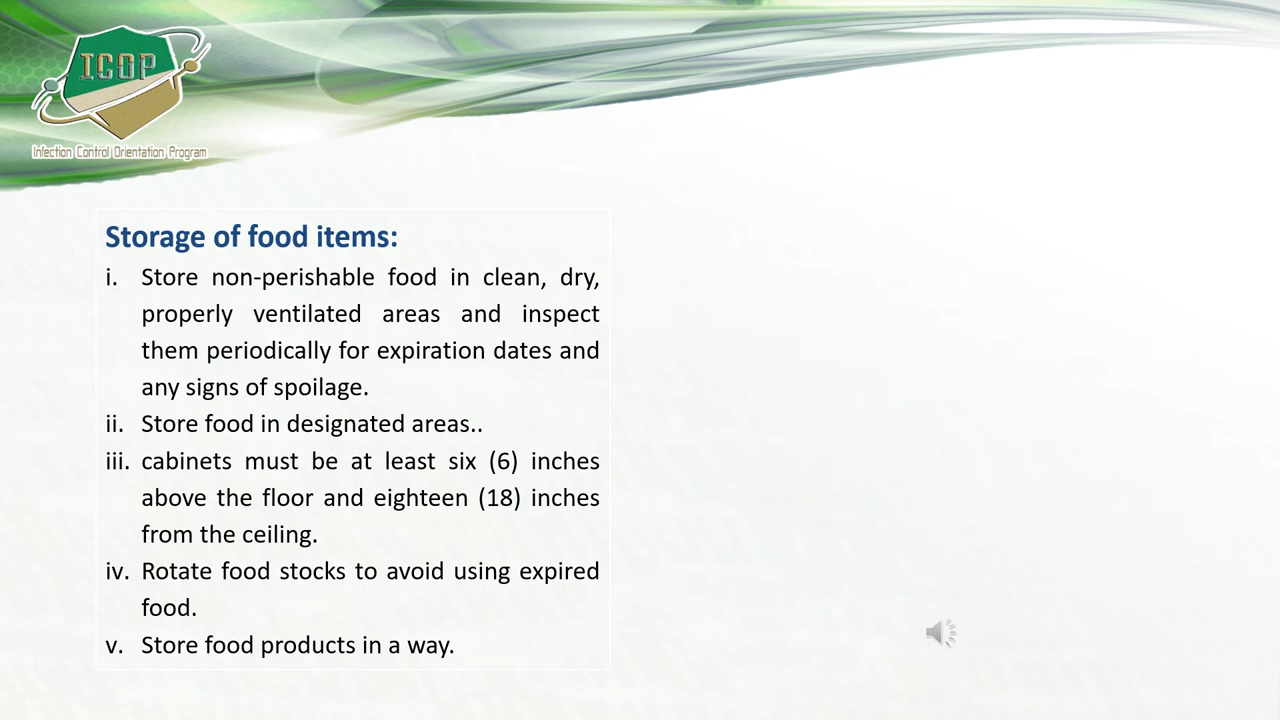 ICOP
Infection Control Orientation Program
Storage of food items:
i. Store non-perishable food in clean, dry,
properly ventilated areas and inspect
them periodically for expiration dates and
any signs of spoilage.
ii. Store food in designated areas..
iii. cabinets must be at least six (6) inches
above the floor and eighteen (18) inches
from the ceiling.
iv. Rotate food stocks to avoid using expired
food.
v. Store food products in a way.